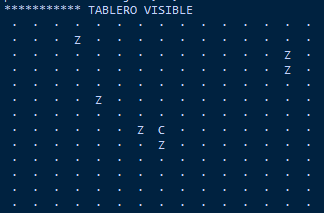 *********** TABLERO VISIBLE
. . . . . . . . . . . . . . .
. . . Z . . . . . . . . . . .
. . . . . . . . . . . . . Z .
. . . . . . . . . . . . . Z .
. . . . . . . . . . . . . . .
. . . . Z . . . . . . . . . .
. . . . . . . . . . . . . . .
. . . . . . Z C . . . . . . .
. . . . . . . Z . . . . . . .
. . . . . . . . . . . . . . .
. . . . . . . . . . . . . . .
. . . . . . . . . . . . . . .
. . . . . . . . . . . . . . .